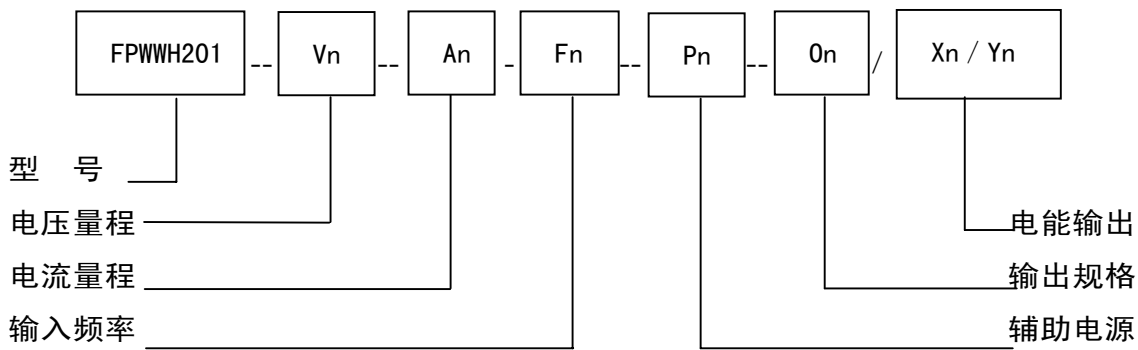 FPWWH201 -- Vn -- An - Fn -- Pn -- On / Xn / Yn
型 号
电压量程 电能输出
电流量程 输出规格
输入频率 辅助电源